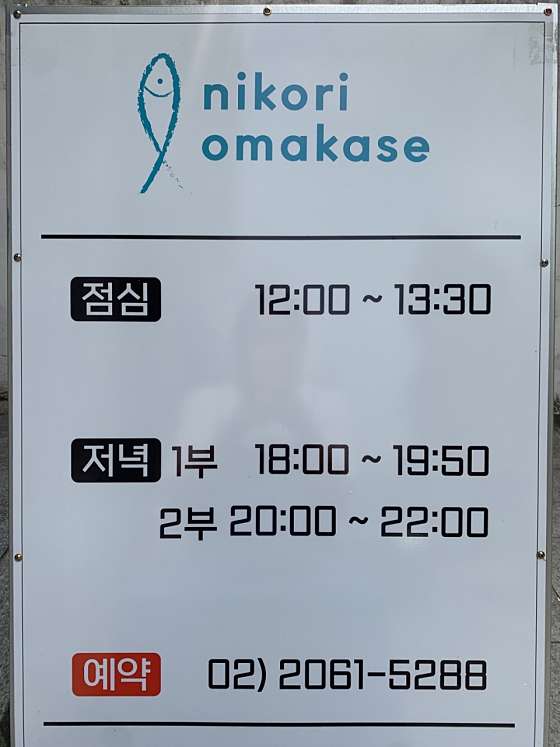 nikori
omakase
점심 12:00 ~ 13:30
저녁 1부 18:00 ~ 19:50
2부 20:00 ~ 22:00
예약 02) 2061-5288